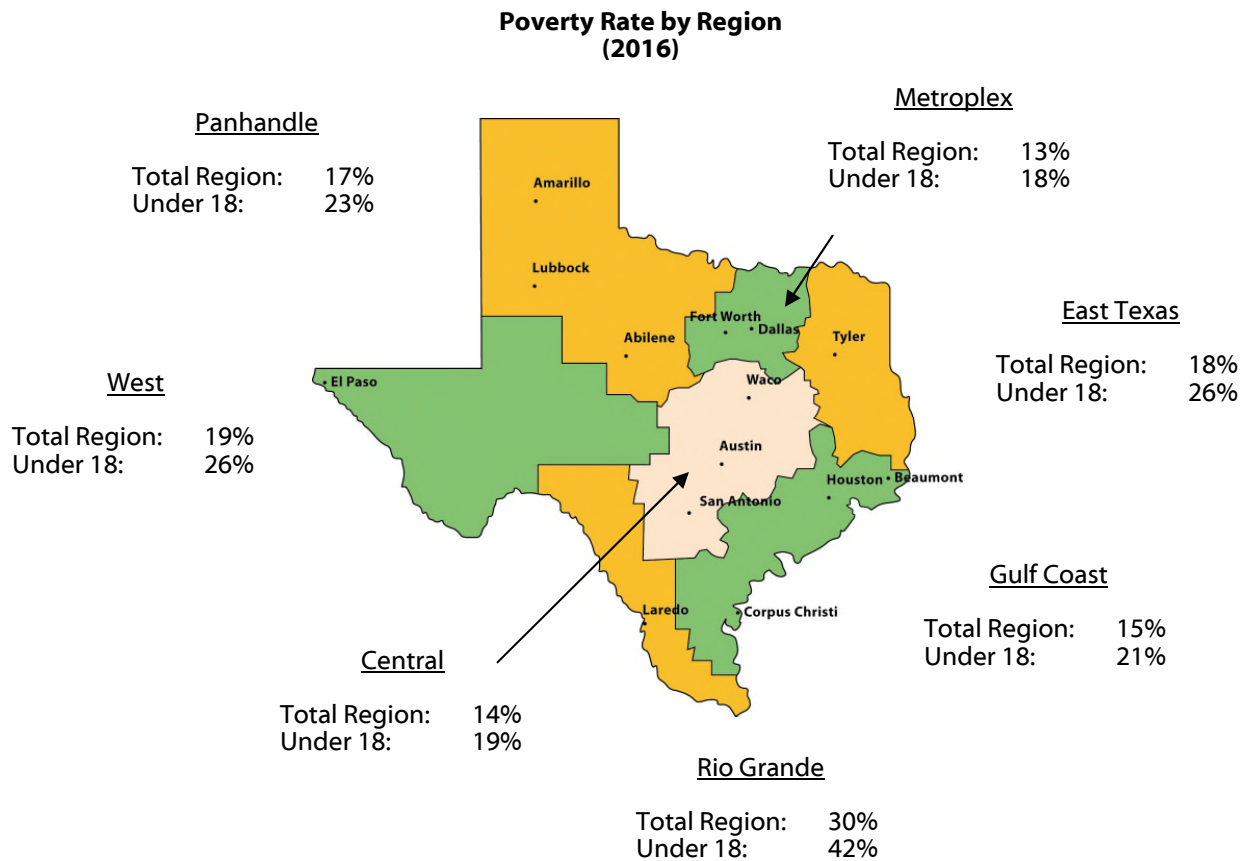 Poverty Rate by Region
(2016)
Panhandle
Total Region: 17%
Under 18: 23%
Metroplex
Total Region: 13%
Under 18: 18%
West
Total Region: 19%
Under 18: 26%
East Texas
Total Region: 18%
Under 18: 26%
Gulf Coast
Total Region: 15%
Under 18: 21%
Central
Total Region: 14%
Under 18: 19%
Rio Grande
Total Region: 30%
Under 18: 42%
Amarillo
Lubbock
Abilene
Fort Worth
Dallas
Tyler
El Paso
Waco
Austin
San Antonio
Houston
Beaumont
Laredo
Corpus Christi